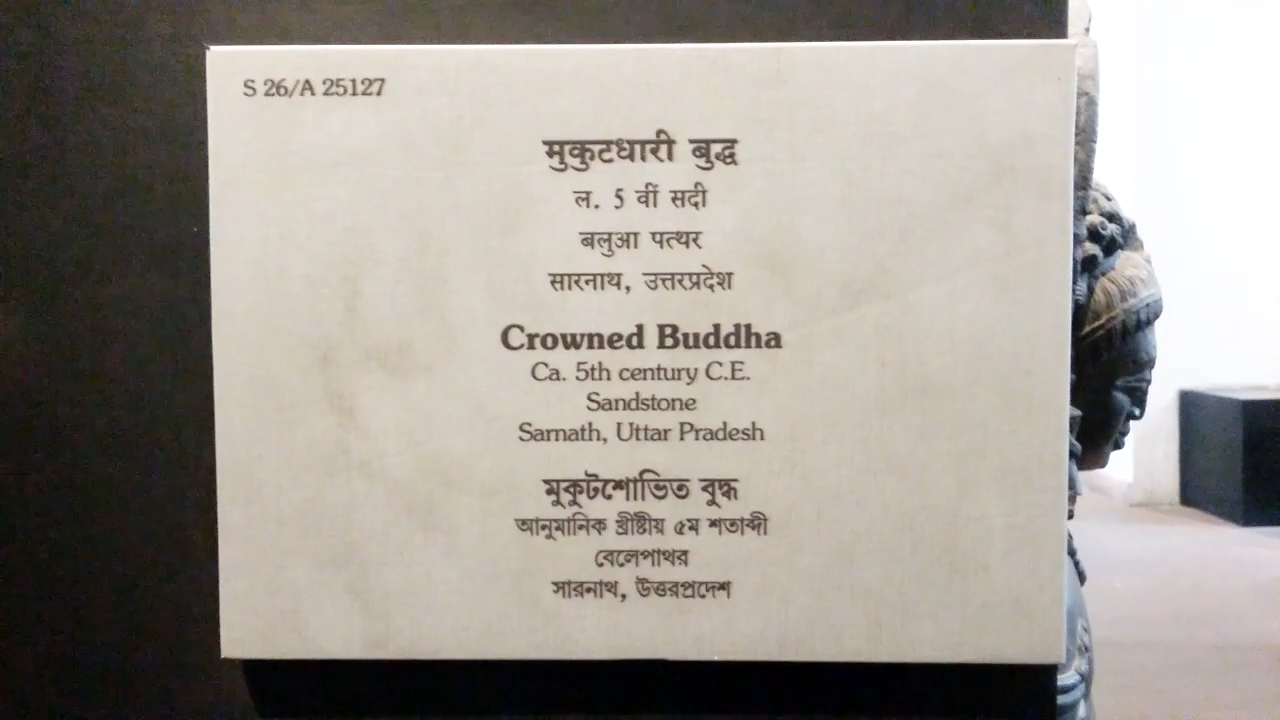 S 26/A 25127
मुकुटधारी बुद्ध
ल. 5 वीं सदी
बलुआ पत्थर
सारनाथ, उत्तरप्रदेश
Crowned Buddha
Ca. 5th century C.E.
Sandstone
Sarnath, Uttar Pradesh
মুকুটশোভিত বুদ্ধ
আনুমানিক খ্রীষ্টীয় ৫ম শতাব্দী
বেলেপাথর
সারনাথ, উত্তরপ্রদেশ